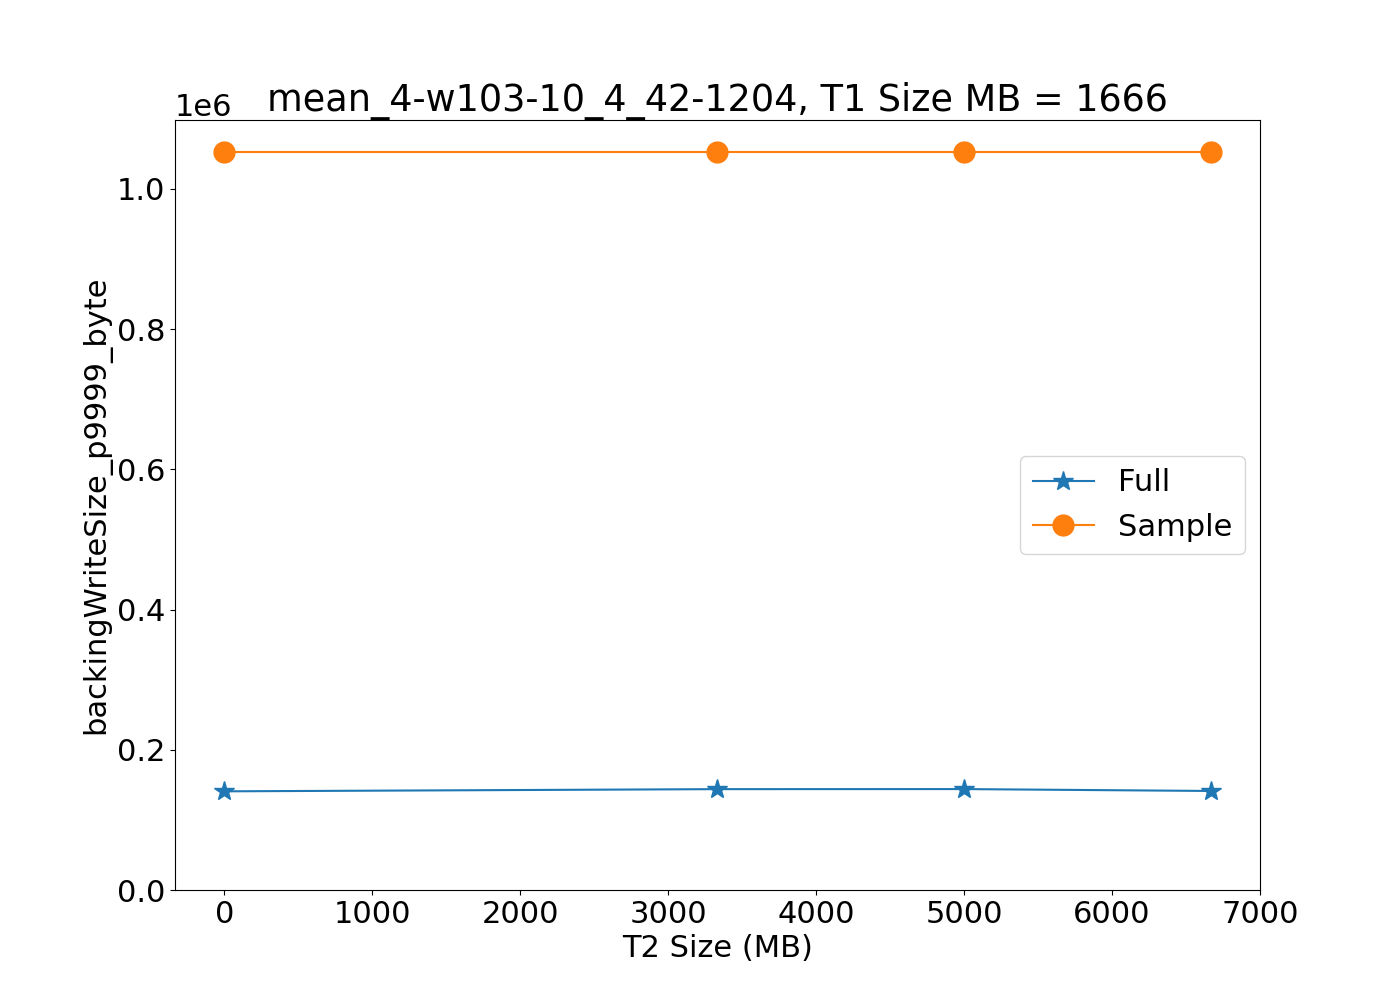 mean_4-w103-10_4_42-1204, T1 Size MB = 1666
1e6
1.0
0.8
0.6
0.4
0.2
0.0
backingWriteSize_p9999_byte
Full
Sample
0 1000 2000 3000 4000 5000 6000 7000
T2 Size (MB)